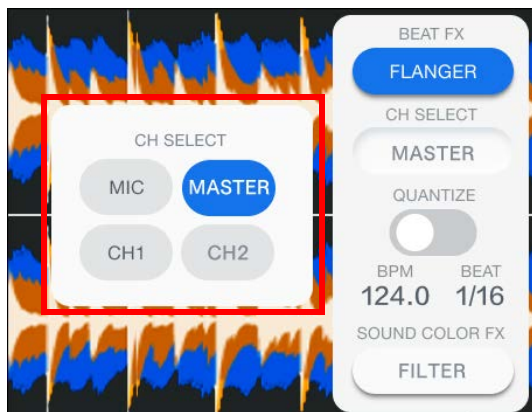 CH SELECT
MIC MASTER
CH1 CH2
BEAT FX
FLANGER
CH SELECT
MASTER
QUANTIZE
BPM BEAT
124.0 1/16
SOUND COLOR FX
FILTER